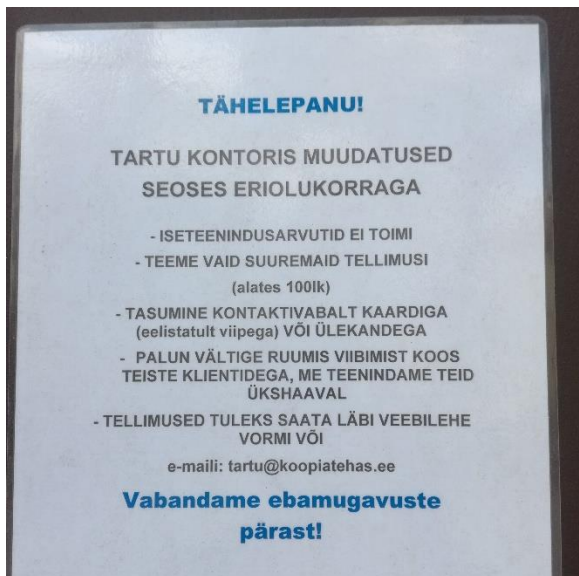 TÄHELEPANU!
TARTU KONTORIS MUUDATUSED
SEOSES ERIOLUKORRAGA
- ISETEENINDUSARVUTID EI TOIMI
- TEEME VAID SUUREMAID TELLIMUSI
(alates 100lk)
- TASUMINE KONTAKTIVABALT KAARDIGA
(eelistatult viipega) VÕI ÜLEKANDEGA
- PALUN VÄLTIGE RUUMIS VIIBIMIST KOOS
TEISTE KLIENTIDEGA, ME TEENINDAME TEID
ÜKSHAAVAL
- TELLIMUSED TULEKS SAATA LÄBI VEEBILEHE
VORMI VÕI
e-maili: tartu@koopiatehas.ee
Vabandame ebamugavuste
pärast!